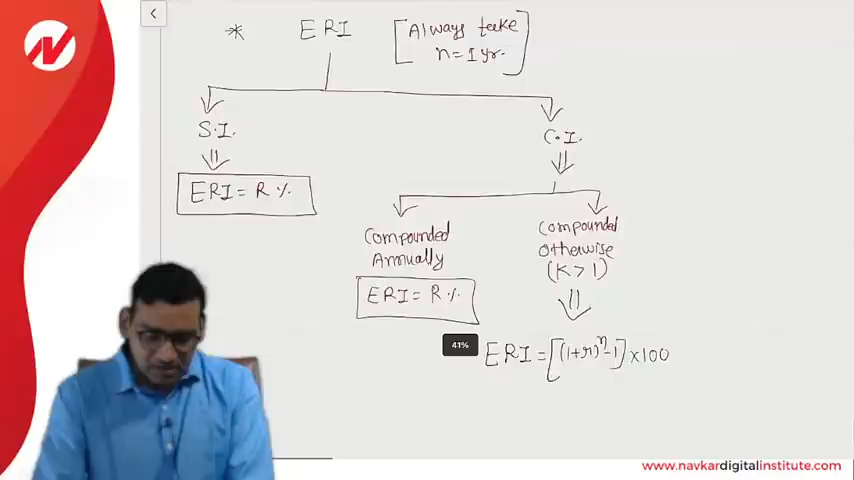 * ERI [Always take
n=1 yr.]
S.I.
C.I.
ERI = R %
Compounded
Annually
Compounded
Otherwise
(K>1)
ERI = R %
41%
ERI = [(1+r)ⁿ-1] x 100
www.navkardigitalinstitute.com